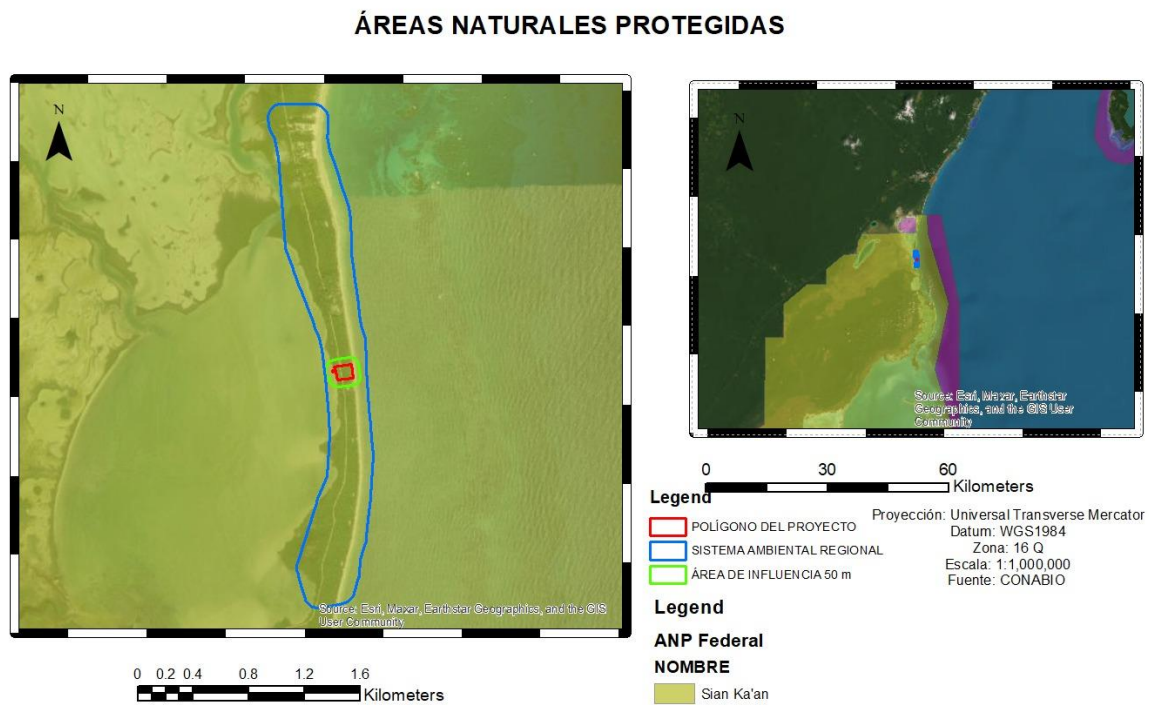 ÁREAS NATURALES PROTEGIDAS
N
Source: Esri, Maxar, Earthstar Geographics, and the GIS
User Community
0 0.2 0.4 0.8 1.2 1.6
Kilometers
N
Source: Esri, Maxar, Earthstar
Geographics, and the GIS User
Community
0 30 60
Kilometers
Legend
POLÍGONO DEL PROYECTO
SISTEMA AMBIENTAL REGIONAL
ÁREA DE INFLUENCIA 50 m
Proyección: Universal Transverse Mercator
Datum: WGS1984
Zona: 16 Q
Escala: 1:1,000,000
Fuente: CONABIO
Legend
ANP Federal
NOMBRE
Sian Ka'an